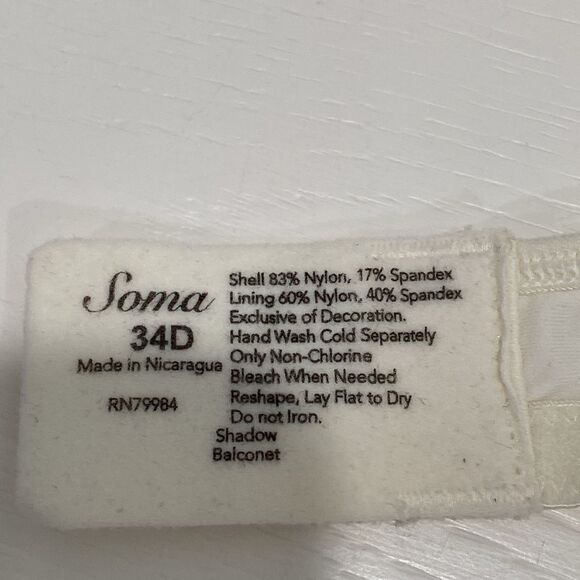 Soma
34D
Made in Nicaragua
RN79984
Shell 83% Nylon, 17% Spandex
Lining 60% Nylon, 40% Spandex
Exclusive of Decoration.
Hand Wash Cold Separately
Only Non-Chlorine
Bleach When Needed
Reshape, Lay Flat to Dry
Do not Iron.
Shadow
Balconet